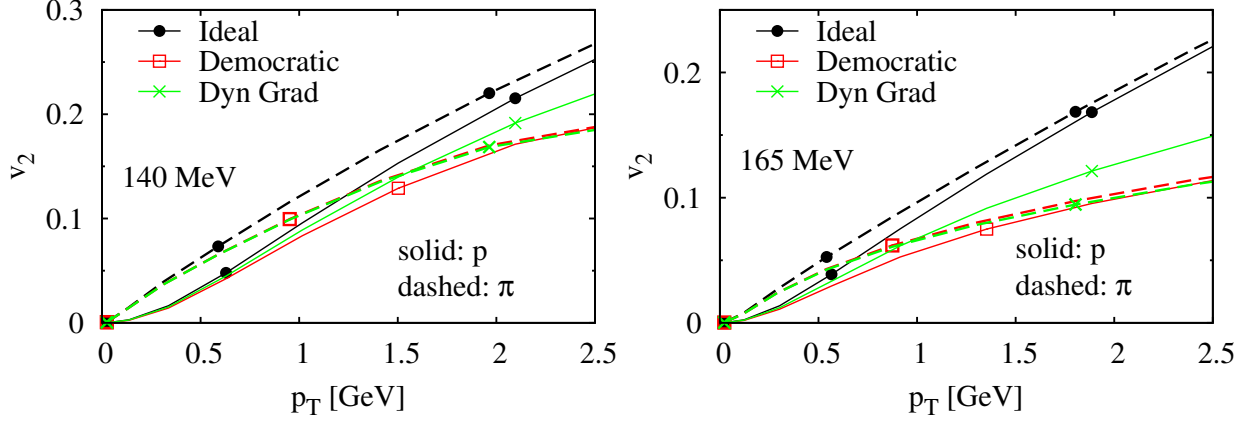 0.3
Ideal
Democratic
Dyn Grad
0.2
v2
140 MeV
0.1
solid: p
dashed: π
0
0 0.5 1 1.5 2 2.5
pT [GeV]
Ideal
0.2
Democratic
Dyn Grad
v2
165 MeV
0.1
solid: p
dashed: π
0
0 0.5 1 1.5 2 2.5
pT [GeV]